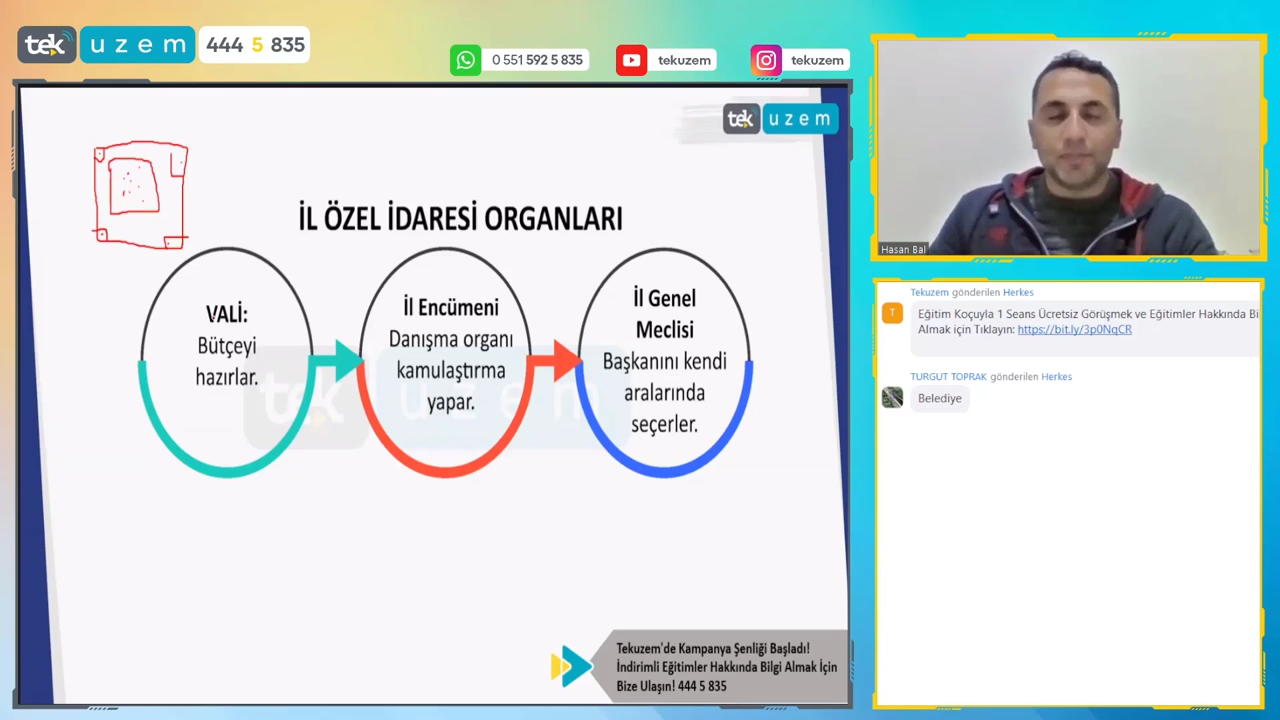 tek uzem 444 5 835
0 551 592 5 835
tekuzem
tekuzem
tek uzem
İL ÖZEL İDARESİ ORGANLARI
VALİ:
Bütçeyi
hazırlar.
İl Encümeni
Danışma organı
kamulaştırma
yapar.
İl Genel
Meclisi
Başkanını kendi
aralarında
seçerler.
tek uzem
Tekuzem'de Kampanya Şenliği Başladı!
İndirimli Eğitimler Hakkında Bilgi Almak İçin
Bize Ulaşın! 444 5 835
Hasan Bal
Tekuzem gönderilen Herkes
T
Eğitim Koçuyla 1 Seans Ücretsiz Görüşmek ve Eğitimler Hakkında Bi
Almak için Tıklayın: https://bit.ly/3p0NqCR
TURGUT TOPRAK gönderilen Herkes
Belediye